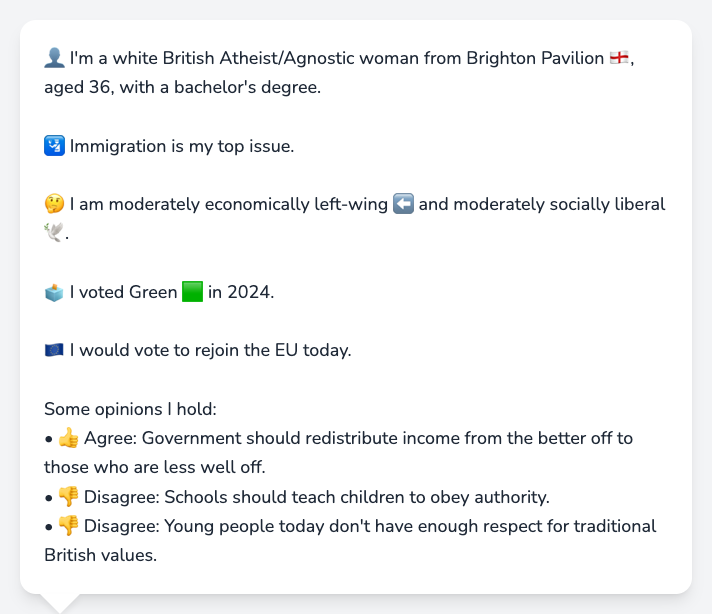 👤 I'm a white British Atheist/Agnostic woman from Brighton Pavilion 🏴󠁧󠁢󠁥󠁮󠁧󠁿,
aged 36, with a bachelor's degree.
🛂 Immigration is my top issue.
🤔 I am moderately economically left-wing ⬅️ and moderately socially liberal
🕊️.
🗳️ I voted Green 🟩 in 2024.
🇪🇺 I would vote to rejoin the EU today.
Some opinions I hold:
• 👍 Agree: Government should redistribute income from the better off to
those who are less well off.
• 👎 Disagree: Schools should teach children to obey authority.
• 👎 Disagree: Young people today don't have enough respect for traditional
British values.